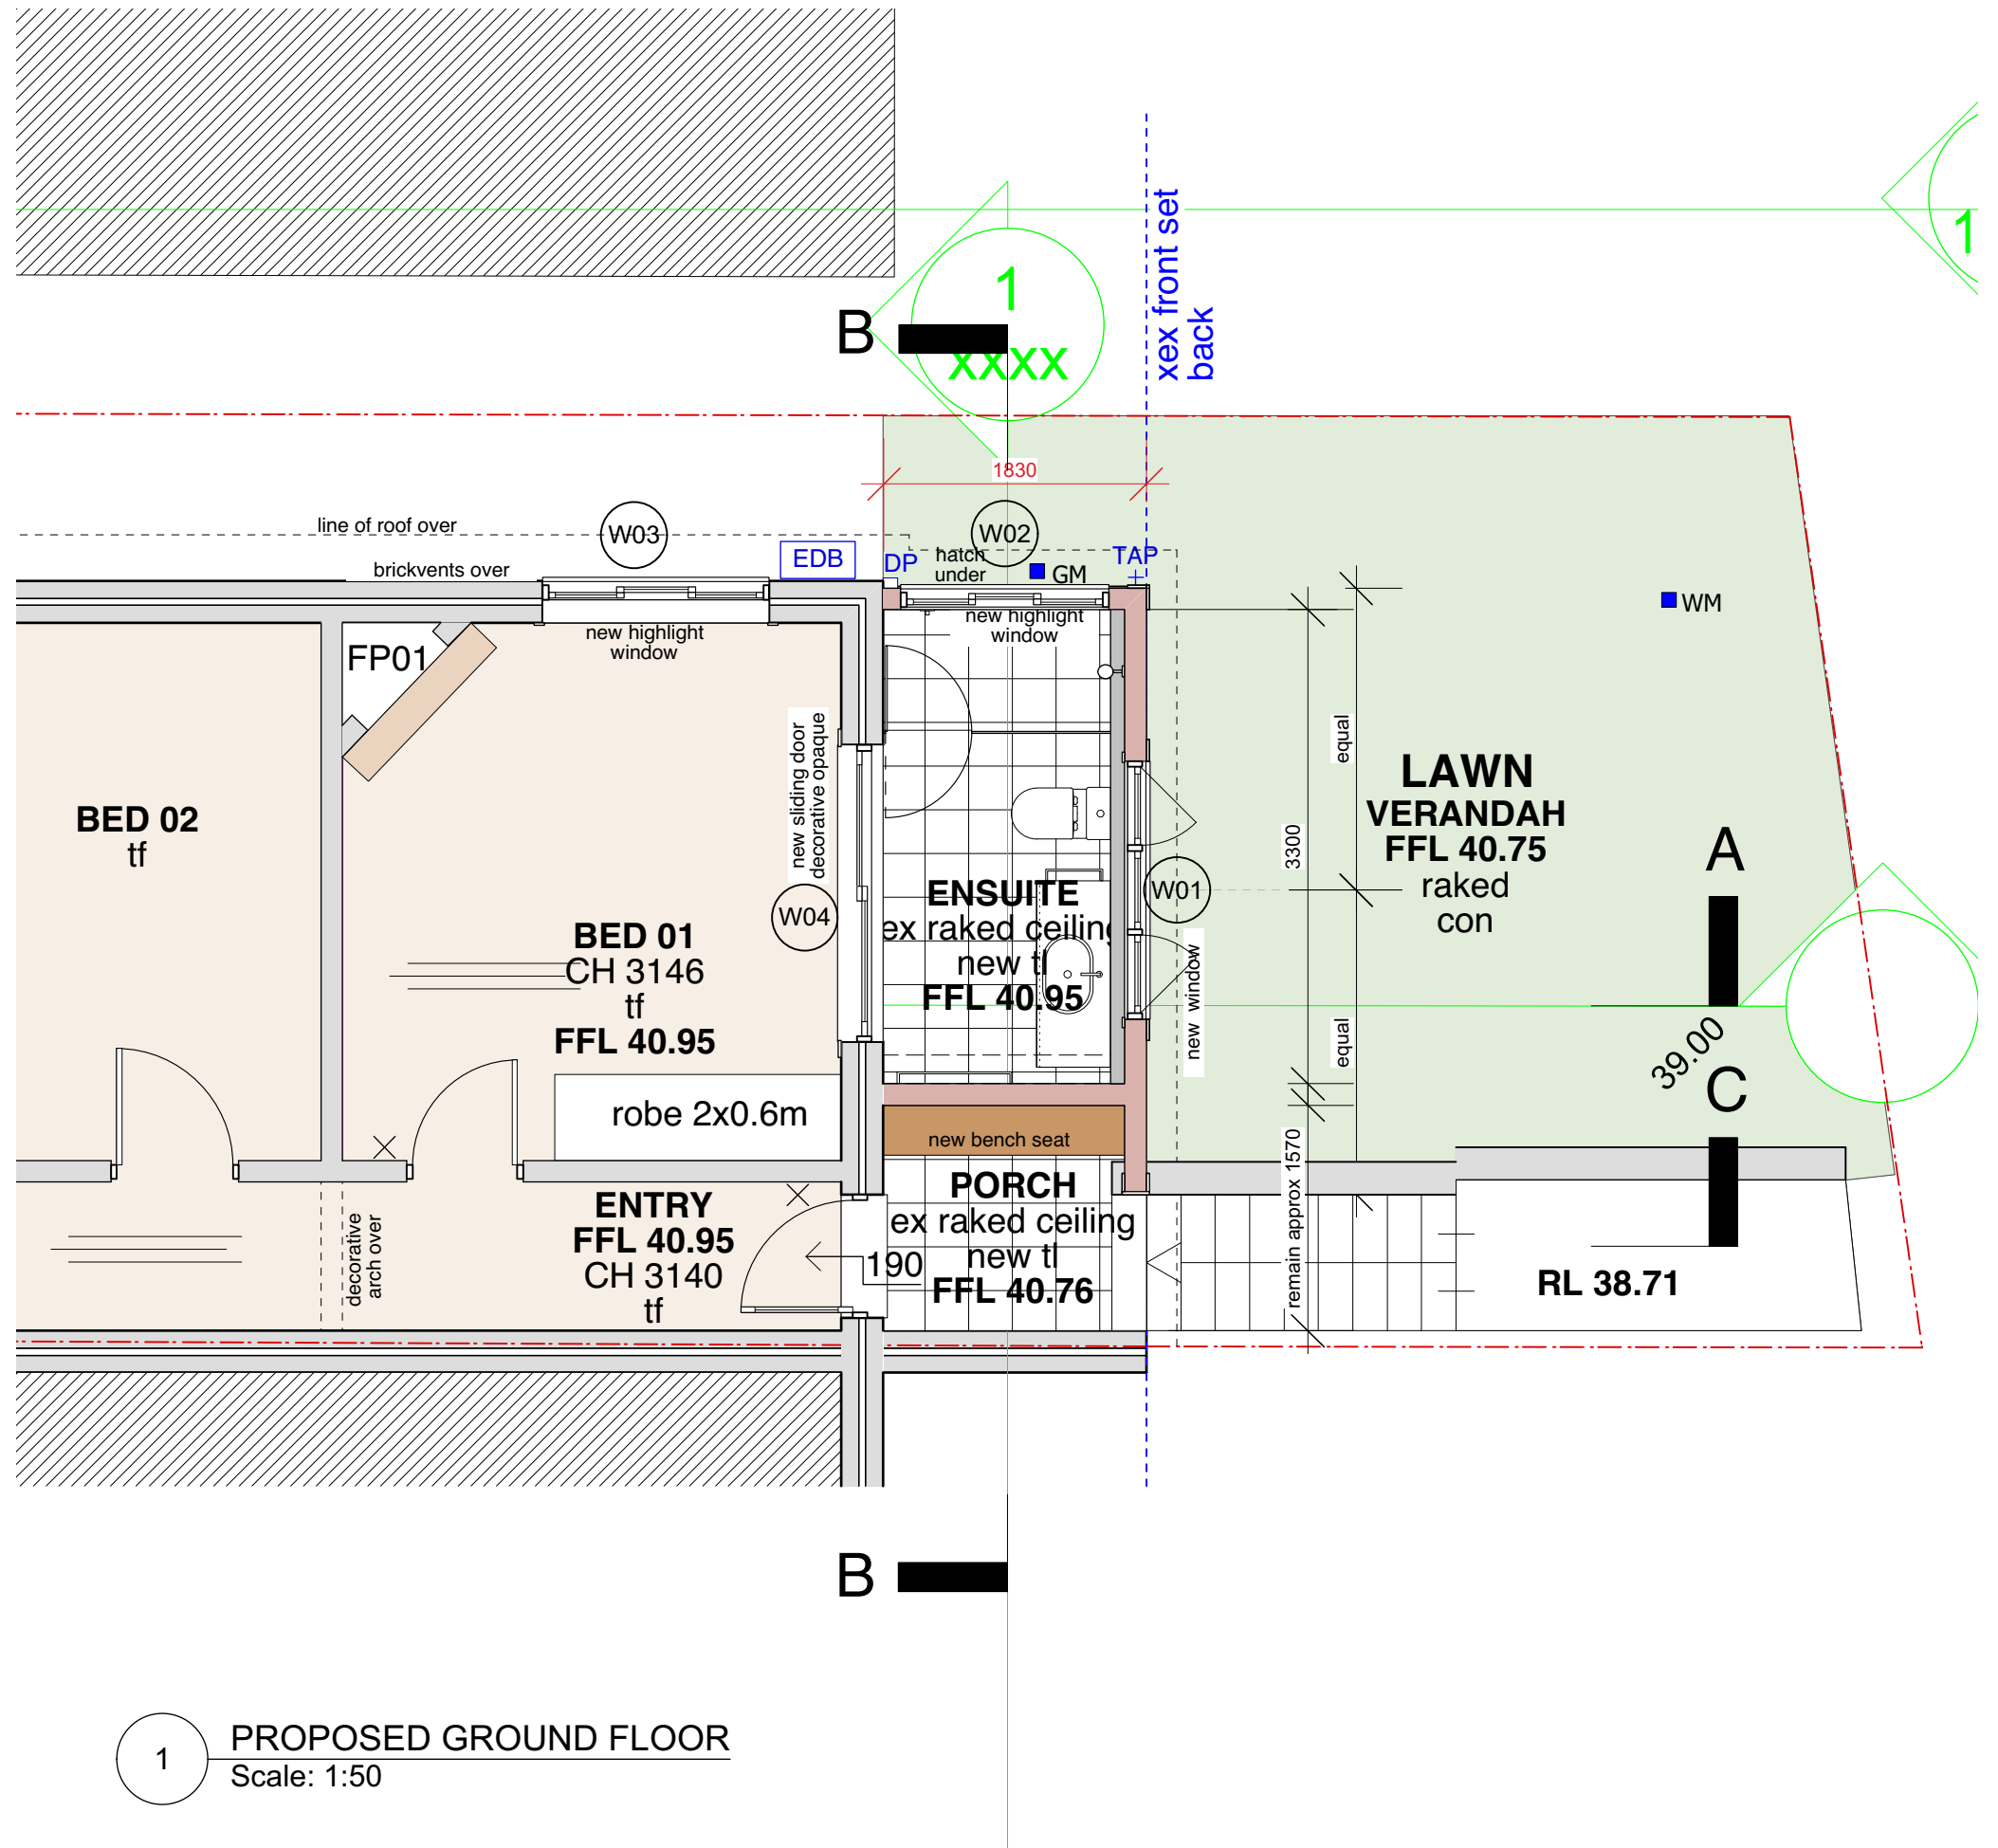 1
xxxx
B
xex front set
back
1
1830
line of roof over
W03
W02
brickvents over
EDB
DP
hatch
under
GM
TAP
WM
new highlight
window
new highlight
window
FP01
new sliding door
decorative opaque
equal
3300
LAWN
VERANDAH
FFL 40.75
raked
con
A
BED 02
tf
W04
W01
ENSUITE
ex raked ceiling
new tl
FFL 40.95
BED 01
CH 3146
tf
FFL 40.95
new window
equal
39.00
C
robe 2x0.6m
new bench seat
remain approx 1570
PORCH
ex raked ceiling
new tl
FFL 40.76
ENTRY
FFL 40.95
CH 3140
tf
decorative
arch over
190
RL 38.71
B
1
PROPOSED GROUND FLOOR
Scale: 1:50